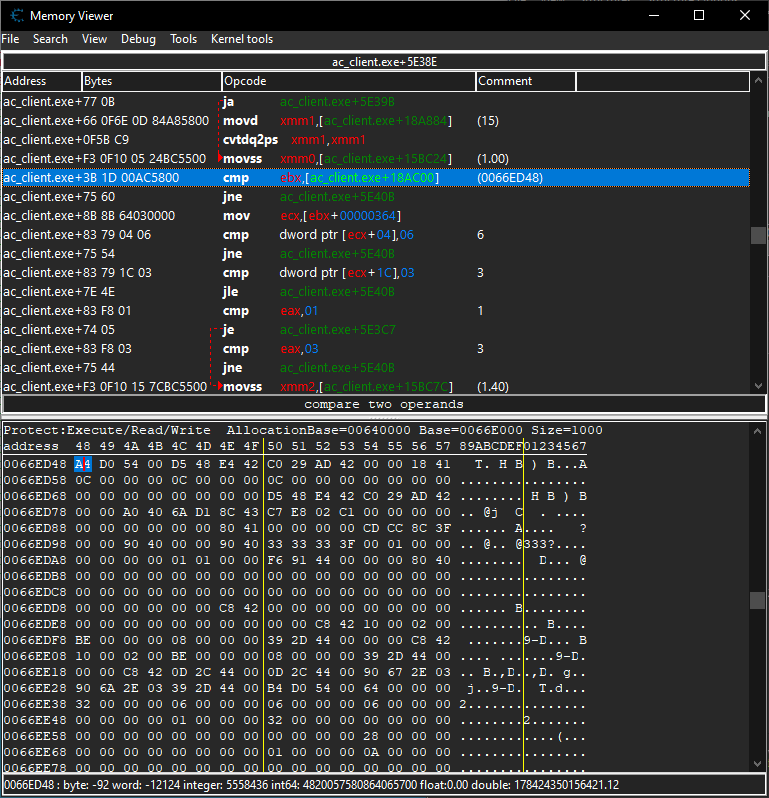 Memory Viewer
File Search View Debug Tools Kernel tools
ac_client.exe+5E38E
Address Bytes Opcode Comment
ac_client.exe+77 0B ja ac_client.exe+5E39B
ac_client.exe+66 0F6E 0D 84A85800 movd xmm1,[ac_client.exe+18A884] (15)
ac_client.exe+0F5B C9 cvtdq2ps xmm1,xmm1
ac_client.exe+F3 0F10 05 24BC5500 movss xmm0,[ac_client.exe+15BC24] (1.00)
ac_client.exe+3B 1D 00AC5800 cmp ebx,[ac_client.exe+18AC00] (0066ED48)
ac_client.exe+75 60 jne ac_client.exe+5E40B
ac_client.exe+8B 8B 64030000 mov ecx,[ebx+00000364]
ac_client.exe+83 79 04 06 cmp dword ptr [ecx+04],06 6
ac_client.exe+75 54 jne ac_client.exe+5E40B
ac_client.exe+83 79 1C 03 cmp dword ptr [ecx+1C],03 3
ac_client.exe+7E 4E jle ac_client.exe+5E40B
ac_client.exe+83 F8 01 cmp eax,01 1
ac_client.exe+74 05 je ac_client.exe+5E3C7
ac_client.exe+83 F8 03 cmp eax,03 3
ac_client.exe+75 44 jne ac_client.exe+5E40B
ac_client.exe+F3 0F10 15 7CBC5500 movss xmm2,[ac_client.exe+15BC7C] (1.40)
compare two operands
Protect:Execute/Read/Write AllocationBase=00640000 Base=0066E000 Size=1000
address 48 49 4A 4B 4C 4D 4E 4F 50 51 52 53 54 55 56 57 89ABCDEF01234567
0066ED48 A4 D0 54 00 D5 48 E4 42 C0 29 AD 42 00 00 18 41 T. H B ) B...A
0066ED58 0C 00 00 00 0C 00 00 00 0C 00 00 00 00 00 00 00 ................
0066ED68 00 00 00 00 00 00 00 00 D5 48 E4 42 C0 29 AD 42 ........ H B ) B
0066ED78 00 00 A0 40 6A D1 8C 43 C7 E8 02 C1 00 00 00 00 .. @j C . ....
0066ED88 00 00 00 00 00 00 80 41 00 00 00 00 CD CC 8C 3F ...... A.... ?
0066ED98 00 00 90 40 00 00 90 40 33 33 33 3F 00 01 00 00 .. @.. @333?....
0066EDA8 00 00 00 00 01 01 00 00 F6 91 44 00 00 00 80 40 ........ D... @
0066EDB8 00 00 00 00 00 00 00 00 00 00 00 00 00 00 00 00 ................
0066EDC8 00 00 00 00 00 00 00 00 00 00 00 00 00 00 00 00 ................
0066EDD8 00 00 00 00 00 00 C8 42 00 00 00 00 00 00 00 00 ...... B........
0066EDE8 00 00 00 00 00 00 00 00 00 00 C8 42 10 00 02 00 .......... B....
0066EDF8 BE 00 00 00 08 00 00 00 39 2D 44 00 00 00 C8 42 .......9-D... B
0066EE08 10 00 02 00 BE 00 00 00 08 00 00 00 39 2D 44 00 .... .......9-D.
0066EE18 00 00 C8 42 0D 2C 44 00 0D 2C 44 00 90 67 2E 03 .. B.,D..,D. g..
0066EE28 90 6A 2E 03 39 2D 44 00 B4 D0 54 00 64 00 00 00 j..9-D. T.d...
0066EE38 32 00 00 00 06 00 00 00 06 00 00 00 06 00 00 00 2...............
0066EE48 00 00 00 00 01 00 00 00 32 00 00 00 00 00 00 00 ........2.......
0066EE58 00 00 00 00 00 00 00 00 00 00 00 00 28 00 00 00 ............(...
0066EE68 00 00 00 00 00 00 00 00 01 00 00 00 0A 00 00 00 ................
0066EE78 00 00 00 00 00 00 00 00 00 00 00 00 00 00 00 00 ................
0066ED48 : byte: -92 word: -12124 integer: 5558436 int64: 4820057580864065700 float:0.00 double: 178424350156421.12